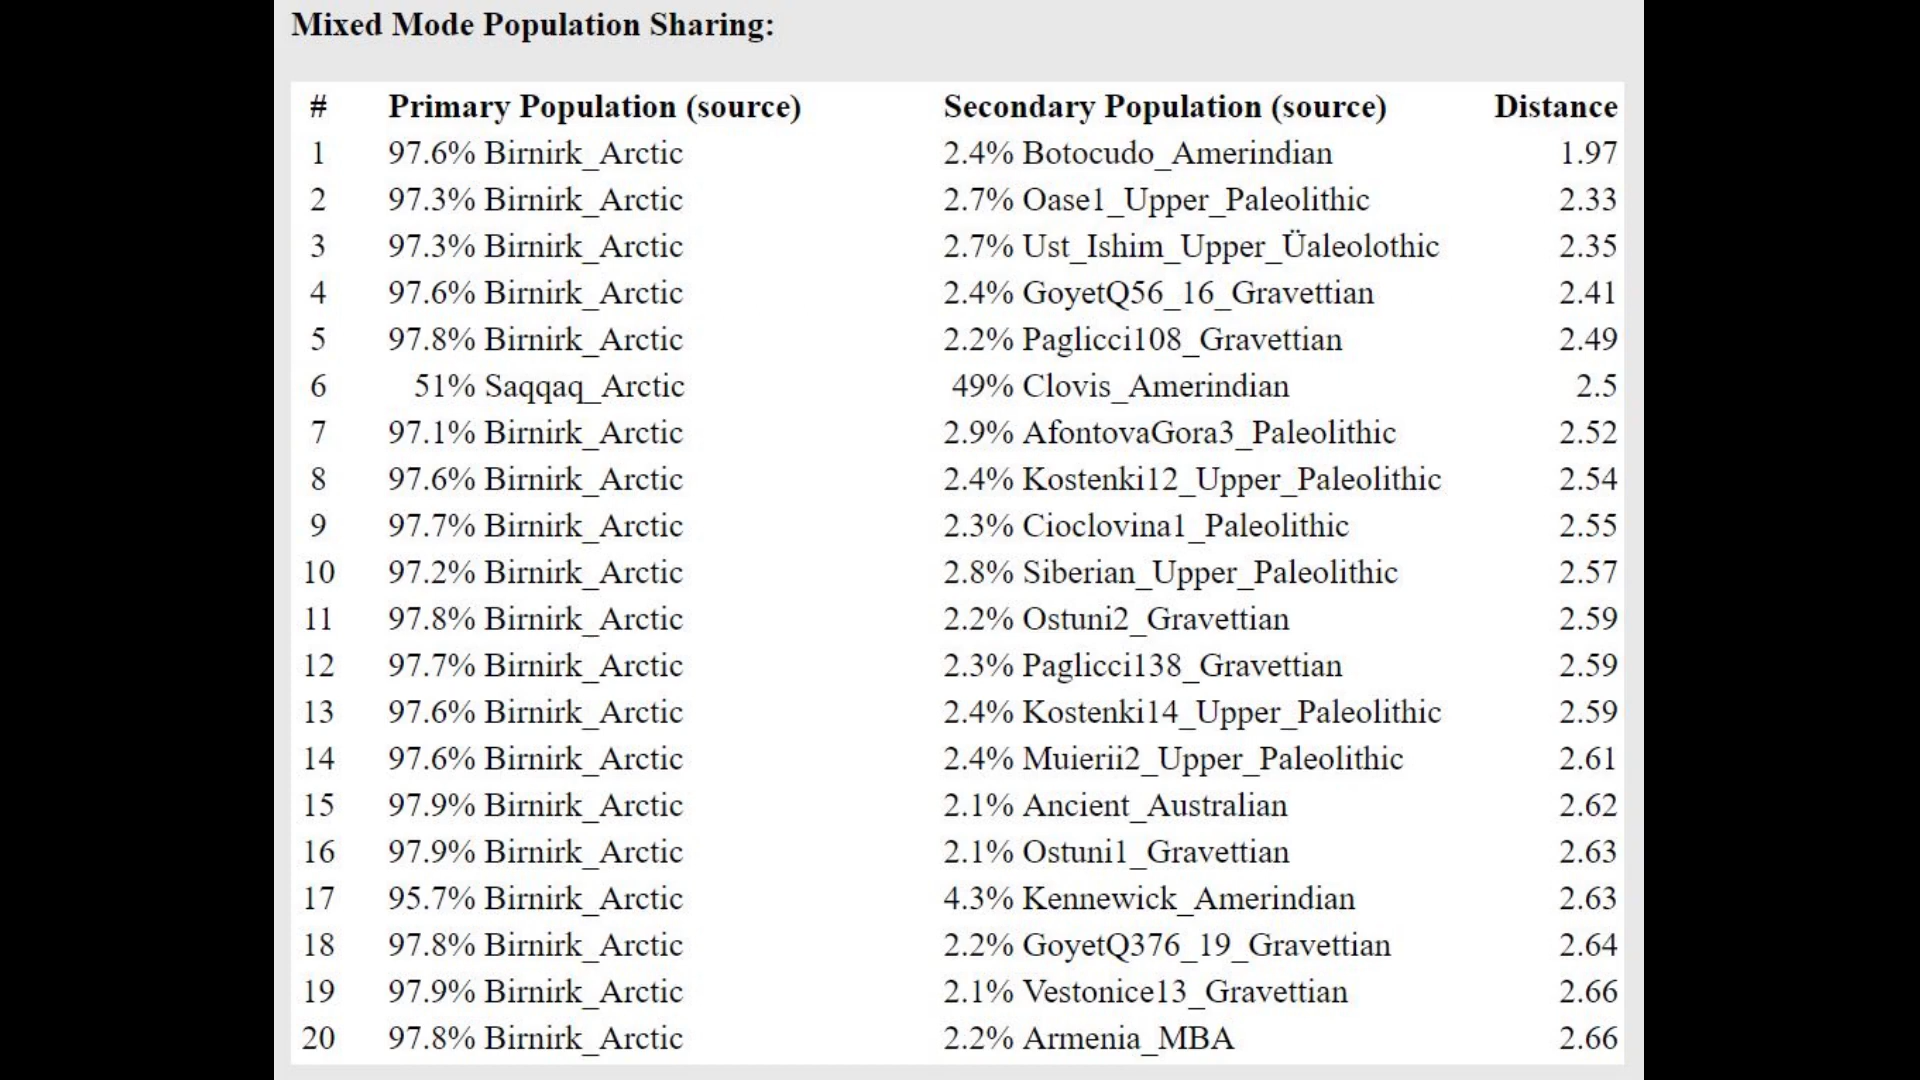 Mixed Mode Population Sharing:
# Primary Population (source) Secondary Population (source) Distance
1 97.6% Birnirk_Arctic 2.4% Botocudo_Amerindian 1.97
2 97.3% Birnirk_Arctic 2.7% Oase1_Upper_Paleolithic 2.33
3 97.3% Birnirk_Arctic 2.7% Ust_Ishim_Upper_Üaleolothic 2.35
4 97.6% Birnirk_Arctic 2.4% GoyetQ56_16_Gravettian 2.41
5 97.8% Birnirk_Arctic 2.2% Paglicci108_Gravettian 2.49
6 51% Saqqaq_Arctic 49% Clovis_Amerindian 2.5
7 97.1% Birnirk_Arctic 2.9% AfontovaGora3_Paleolithic 2.52
8 97.6% Birnirk_Arctic 2.4% Kostenki12_Upper_Paleolithic 2.54
9 97.7% Birnirk_Arctic 2.3% Cioclovina1_Paleolithic 2.55
10 97.2% Birnirk_Arctic 2.8% Siberian_Upper_Paleolithic 2.57
11 97.8% Birnirk_Arctic 2.2% Ostuni2_Gravettian 2.59
12 97.7% Birnirk_Arctic 2.3% Paglicci138_Gravettian 2.59
13 97.6% Birnirk_Arctic 2.4% Kostenki14_Upper_Paleolithic 2.59
14 97.6% Birnirk_Arctic 2.4% Muierii2_Upper_Paleolithic 2.61
15 97.9% Birnirk_Arctic 2.1% Ancient_Australian 2.62
16 97.9% Birnirk_Arctic 2.1% Ostuni1_Gravettian 2.63
17 95.7% Birnirk_Arctic 4.3% Kennewick_Amerindian 2.63
18 97.8% Birnirk_Arctic 2.2% GoyetQ376_19_Gravettian 2.64
19 97.9% Birnirk_Arctic 2.1% Vestonice13_Gravettian 2.66
20 97.8% Birnirk_Arctic 2.2% Armenia_MBA 2.66